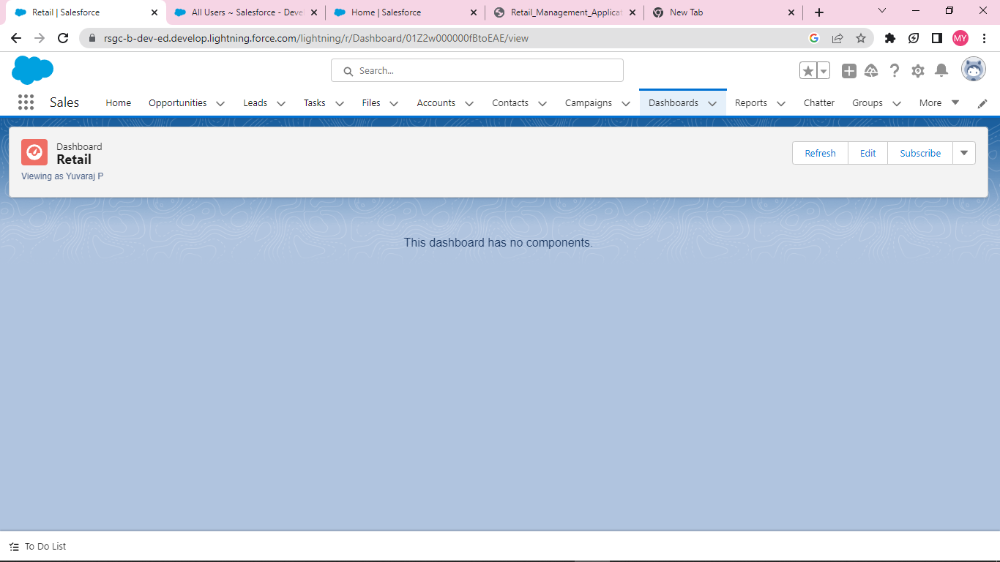 Retail | Salesforce
All Users ~ Salesforce - Devel
Home | Salesforce
Retail_Management_Applicat
New Tab
rsgc-b-dev-ed.develop.lightning.force.com/lightning/r/Dashboard/01Z2w000000fBtoEAE/view
MY
Search...
Sales
Home
Opportunities
Leads
Tasks
Files
Accounts
Contacts
Campaigns
Dashboards
Reports
Chatter
Groups
More
Dashboard
Retail
Viewing as Yuvaraj P
Refresh
Edit
Subscribe
This dashboard has no components.
To Do List